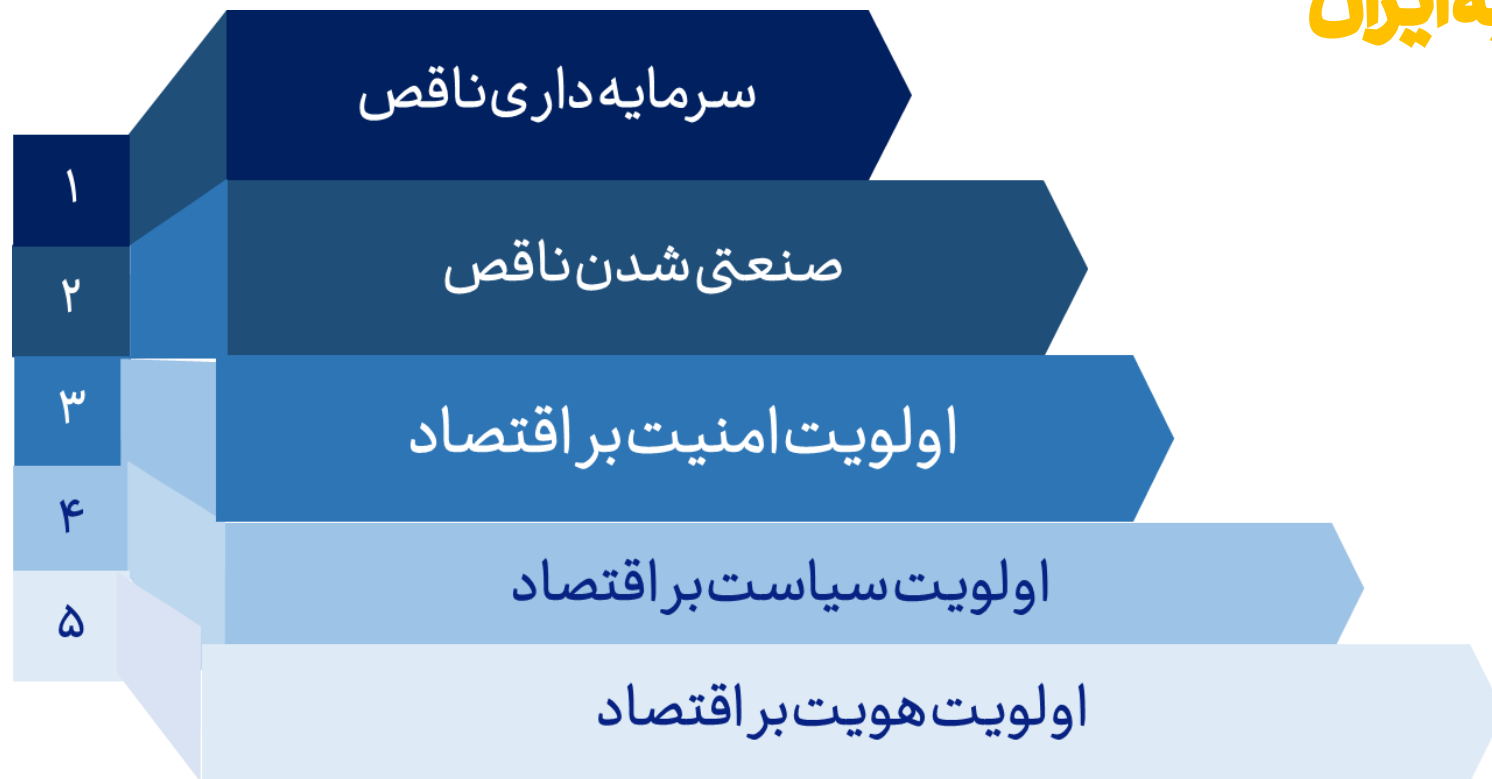 ایران
۱
سرمایه‌داری ناقص
۲
صنعتی شدن ناقص
۳
اولویت امنیت بر اقتصاد
۴
اولویت سیاست بر اقتصاد
۵
اولویت هویت بر اقتصاد